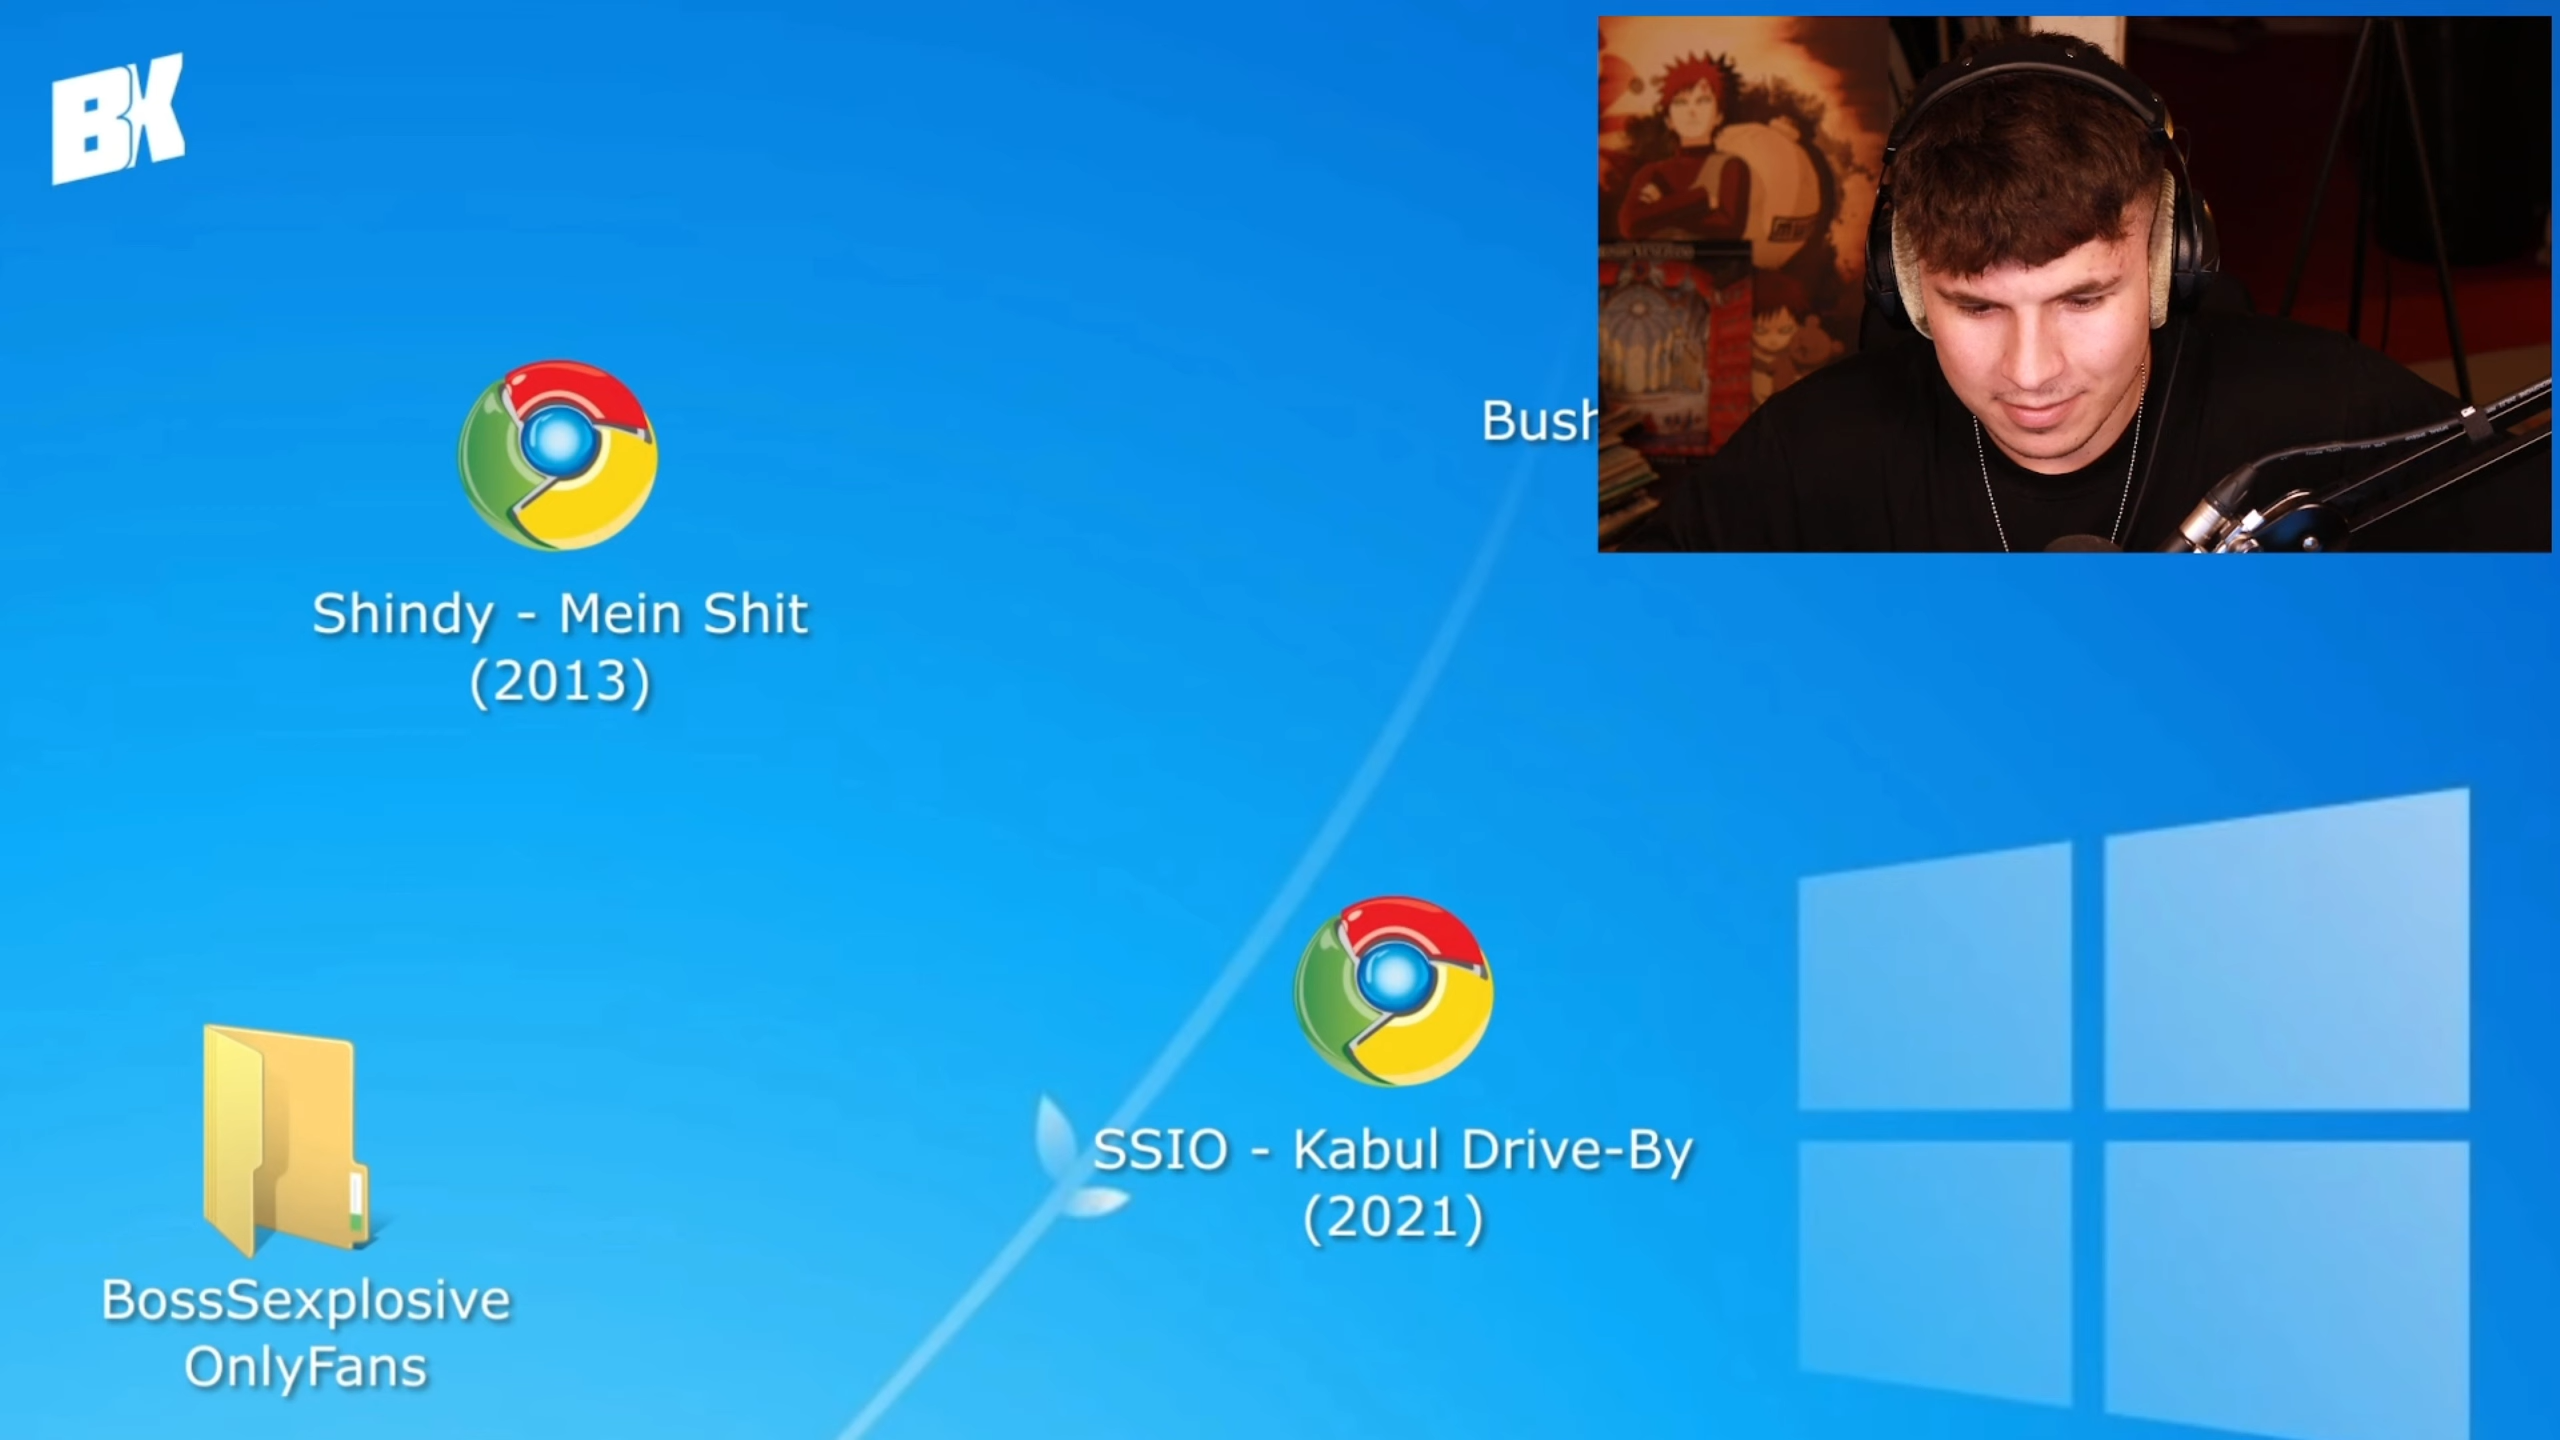 BK
Bush
Shindy - Mein Shit
(2013)
SSIO - Kabul Drive-By
(2021)
BossSexplosive
OnlyFans